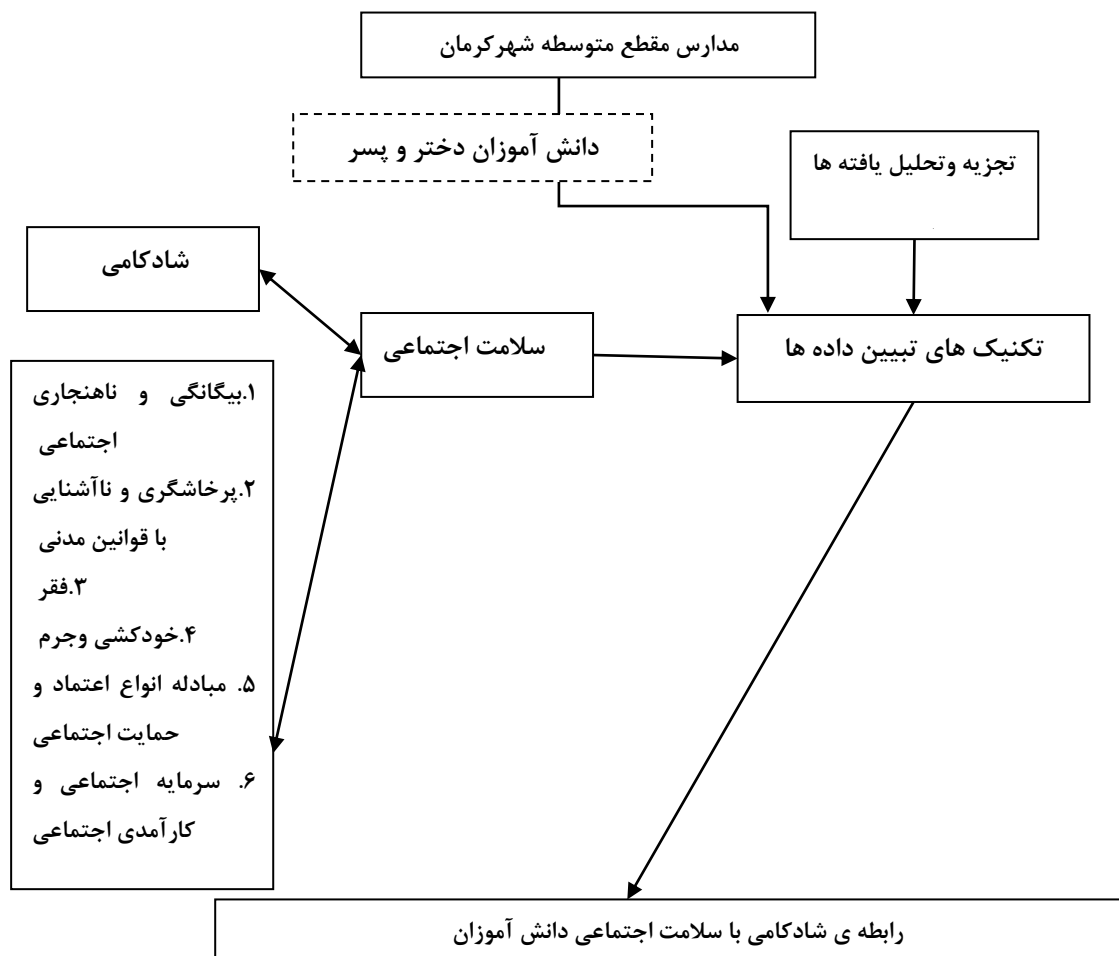 مدارس مقطع متوسطه شهرکرمان
دانش آموزان دختر و پسر
تجزیه وتحلیل یافته ها
شادکامی
سلامت اجتماعی
تکنیک های تبیین داده ها
۱.بیگانگی و ناهنجاری
اجتماعی
۲.پرخاشگری و ناآشنایی
با قوانین مدنی
۳.فقر
۴.خودکشی وجرم
۵. مبادله انواع اعتماد و
حمایت اجتماعی
۶. سرمایه اجتماعی و
کارآمدی اجتماعی
رابطه ی شادکامی با سلامت اجتماعی دانش آموزان